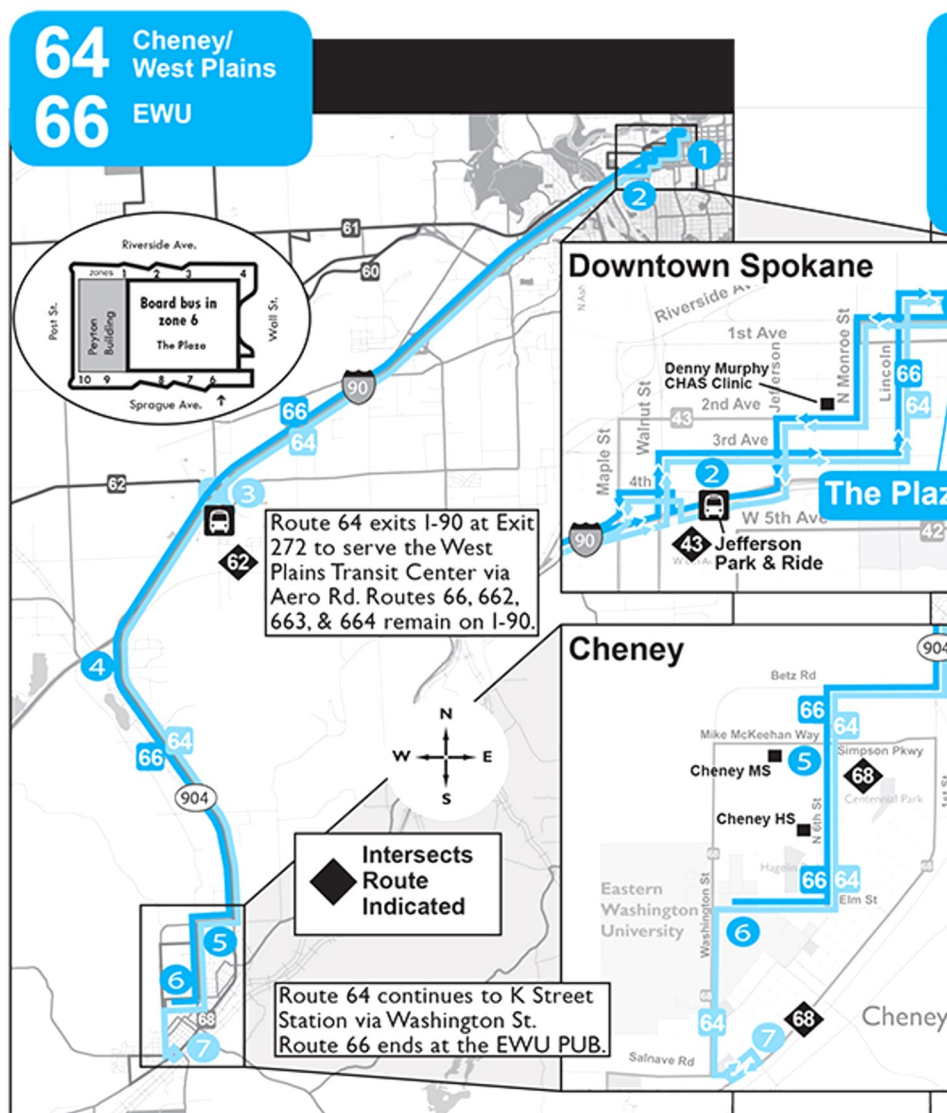 64 Cheney/
West Plains
66 EWU
1
2
61
60
Riverside Ave.
zones 1 2 3 4
Post St.
Peyton
Building
Board bus in
zone 6
The Plaza
Wall St.
10 9 8 7 6
Sprague Ave.
90
66
64
62
3
62
Route 64 exits I-90 at Exit
272 to serve the West
Plains Transit Center via
Aero Rd. Routes 66, 662,
663, & 664 remain on I-90.
4
64
66
904
N
W E
S
Intersects
Route
Indicated
5
6
68
7
Route 64 continues to K Street
Station via Washington St.
Route 66 ends at the EWU PUB.
Downtown Spokane
N Ash
Riverside Av
1st Ave
Denny Murphy
CHAS Clinic
Jefferson
N Monroe St
Lincoln
66
64
2nd Ave
43
Walnut St
Maple St
3rd Ave
4th
2
The Plaz
W 5th Ave
90
43
Jefferson
Park & Ride
42
Cheney
904
Betz Rd
66
64
Mike McKeehan Way
Simpson Pkwy
Cheney MS
5
68
Centennial Park
1st St
Cheney HS
N 6th St
68
68
Eastern
Washington
University
Washington St
66
64
Elm St
6
68
64
68
Cheney
7
Salnave Rd